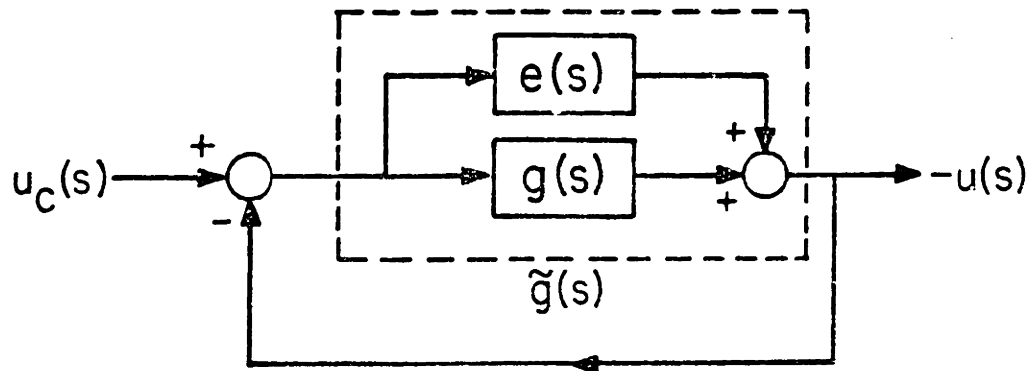 e(s)
+
+
u_c(s)
g(s)
-u(s)
-
+
g̃(s)